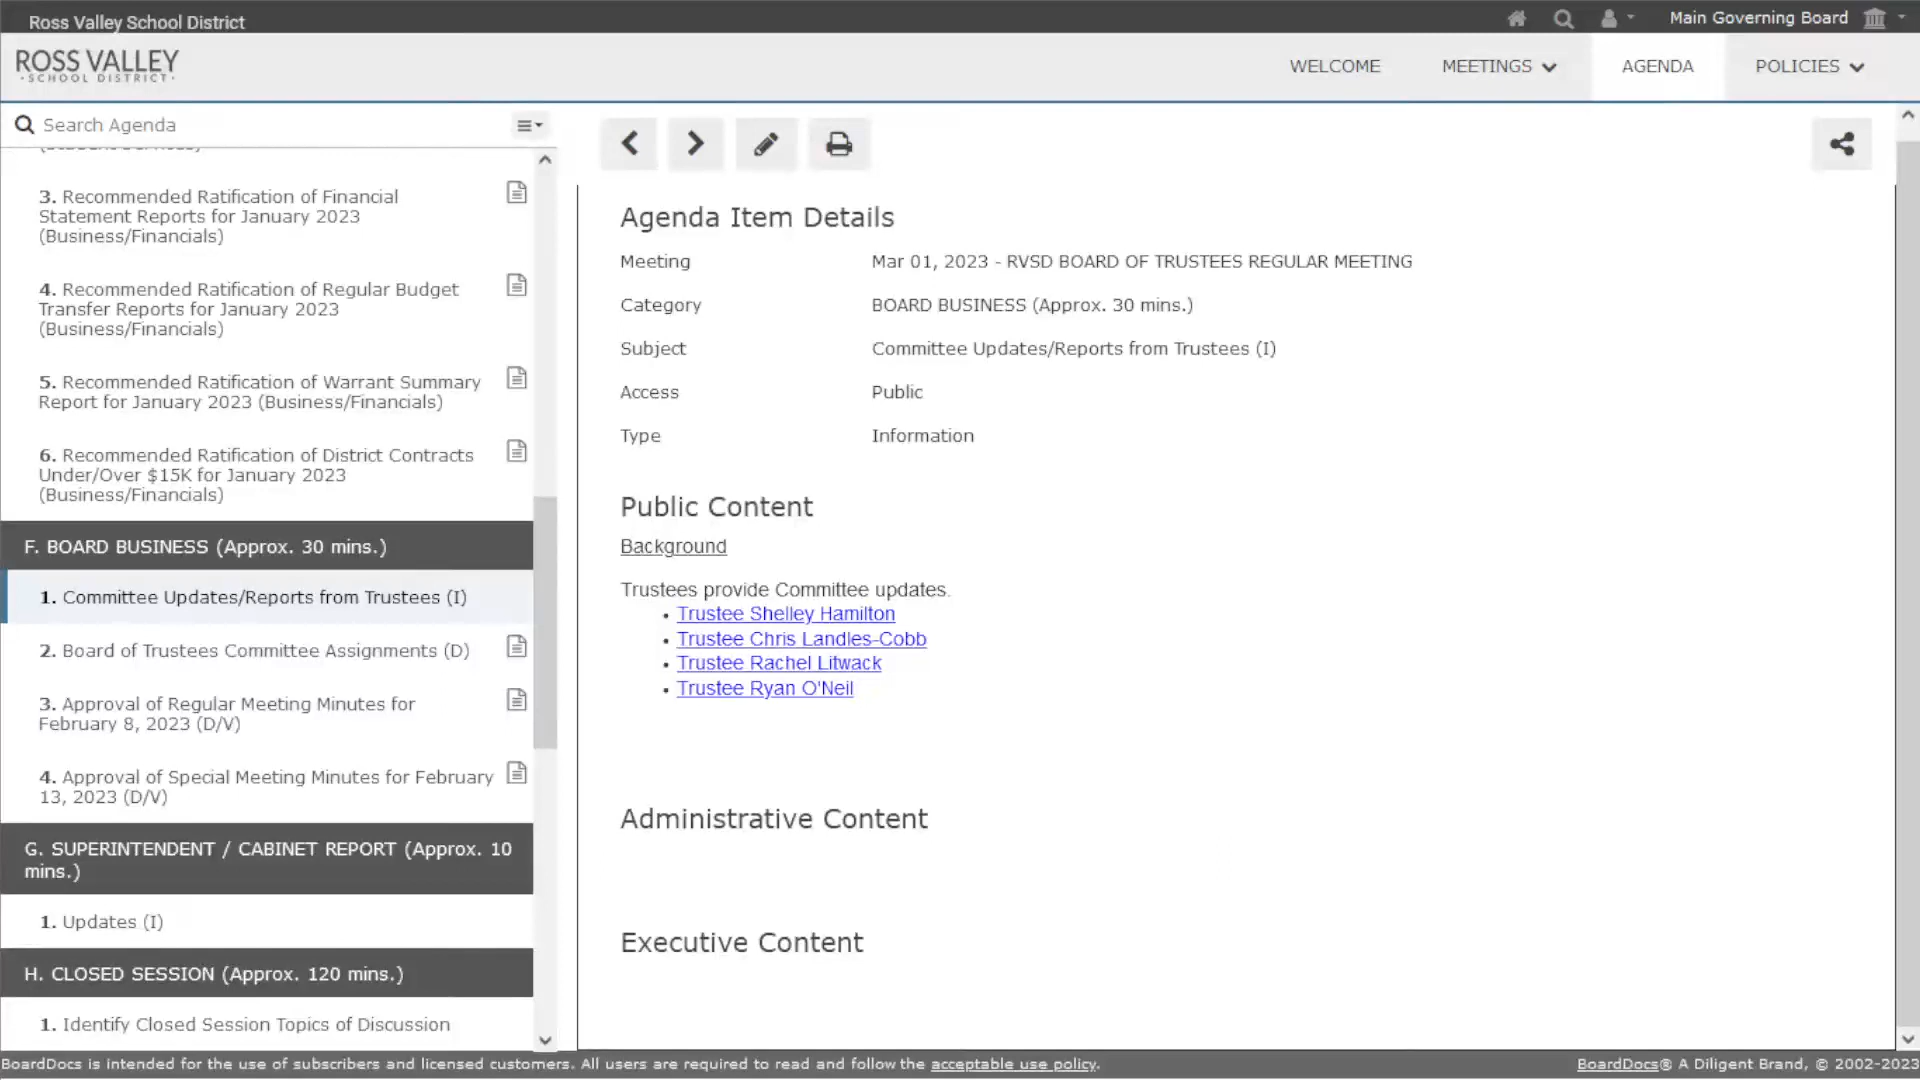 Ross Valley School District
Main Governing Board
ROSS VALLEY
·SCHOOL DISTRICT·
WELCOME
MEETINGS
AGENDA
POLICIES
Search Agenda
3. Recommended Ratification of Financial
Statement Reports for January 2023
(Business/Financials)
4. Recommended Ratification of Regular Budget
Transfer Reports for January 2023
(Business/Financials)
5. Recommended Ratification of Warrant Summary
Report for January 2023 (Business/Financials)
6. Recommended Ratification of District Contracts
Under/Over $15K for January 2023
(Business/Financials)
F. BOARD BUSINESS (Approx. 30 mins.)
1. Committee Updates/Reports from Trustees (I)
2. Board of Trustees Committee Assignments (D)
3. Approval of Regular Meeting Minutes for
February 8, 2023 (D/V)
4. Approval of Special Meeting Minutes for February
13, 2023 (D/V)
G. SUPERINTENDENT / CABINET REPORT (Approx. 10
mins.)
1. Updates (I)
H. CLOSED SESSION (Approx. 120 mins.)
1. Identify Closed Session Topics of Discussion
Agenda Item Details
Meeting Mar 01, 2023 - RVSD BOARD OF TRUSTEES REGULAR MEETING
Category BOARD BUSINESS (Approx. 30 mins.)
Subject Committee Updates/Reports from Trustees (I)
Access Public
Type Information
Public Content
Background
Trustees provide Committee updates.
• Trustee Shelley Hamilton
• Trustee Chris Landles-Cobb
• Trustee Rachel Litwack
• Trustee Ryan O'Neil
Administrative Content
Executive Content
BoardDocs is intended for the use of subscribers and licensed customers. All users are required to read and follow the acceptable use policy.
BoardDocs® A Diligent Brand, © 2002-2023